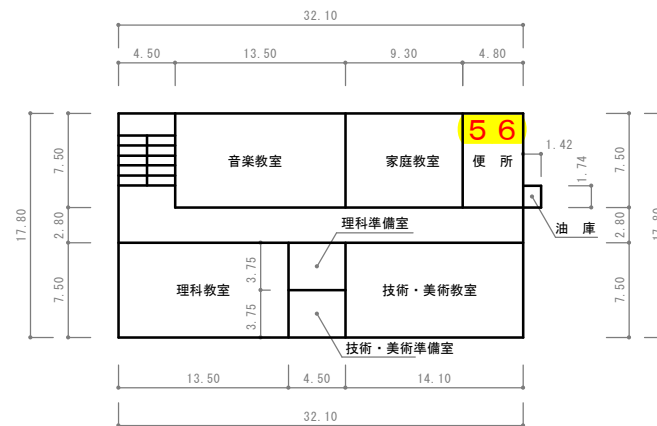 32.10
4.50 13.50 9.30 4.80
56
1.42
音楽教室 家庭教室 便 所
7.50 7.50 1.74
17.80 2.80 2.80 17.80
油 庫
理科準備室
3.75
理科教室 技術・美術教室
7.50 3.75 7.50
技術・美術準備室
13.50 4.50 14.10
32.10